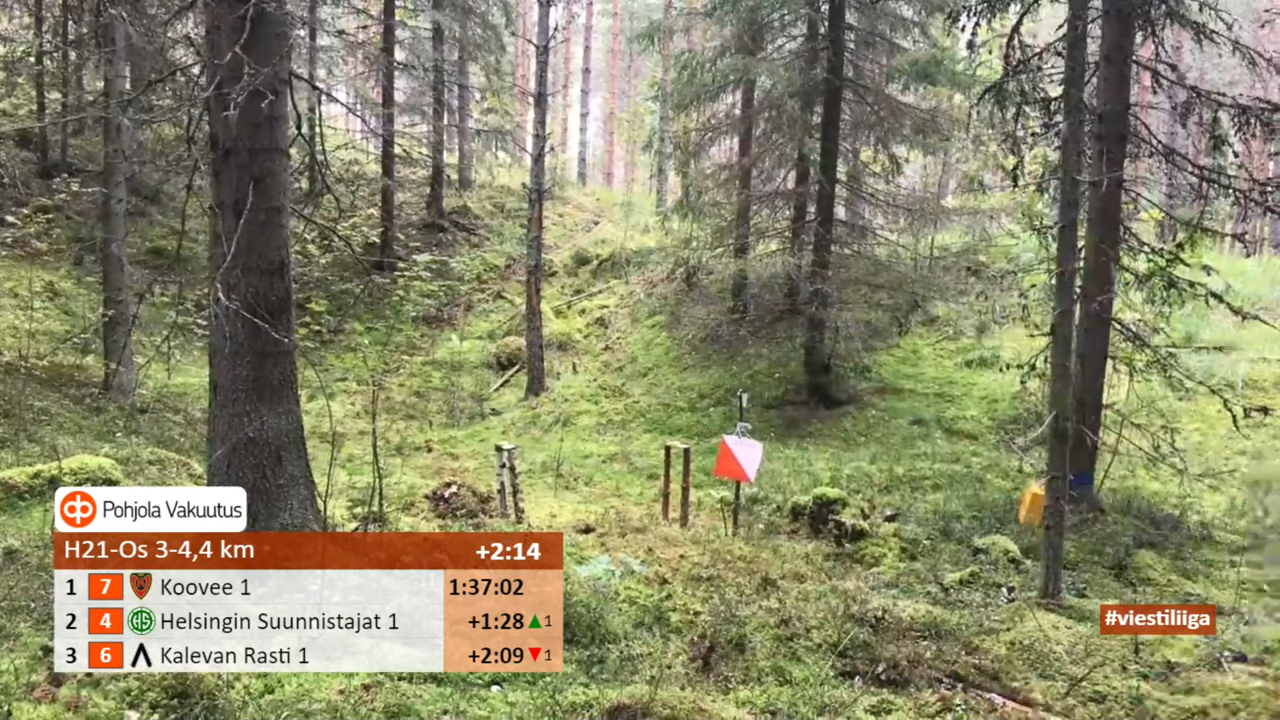 Pohjola Vakuutus
H21-Os 3-4,4 km +2:14
1 7 Koovee 1 1:37:02
2 4 Helsingin Suunnistajat 1 +1:28 ▲1
3 6 Kalevan Rasti 1 +2:09 ▼1
#viestiliiga